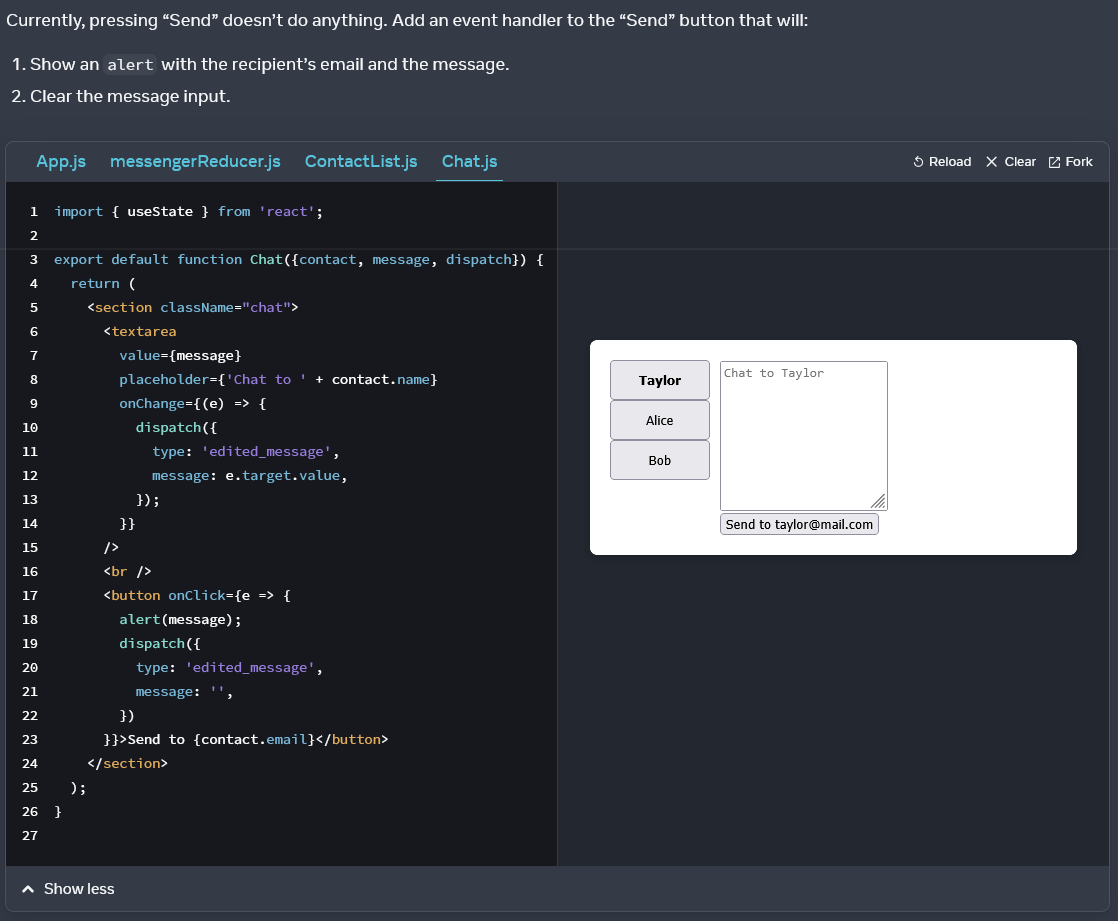 Currently, pressing “Send” doesn’t do anything. Add an event handler to the “Send” button that will:
1. Show an alert with the recipient’s email and the message.
2. Clear the message input.
App.js messengerReducer.js ContactList.js Chat.js Reload Clear Fork
1 import { useState } from 'react';
2
3 export default function Chat({contact, message, dispatch}) {
4   return (
5     <section className="chat">
6       <textarea
7         value={message}
8         placeholder={'Chat to ' + contact.name}
9         onChange={(e) => {
10           dispatch({
11             type: 'edited_message',
12             message: e.target.value,
13           });
14         }}
15       />
16       <br />
17       <button onClick={e => {
18         alert(message);
19         dispatch({
20           type: 'edited_message',
21           message: '',
22         })
23       }}>Send to {contact.email}</button>
24     </section>
25   );
26 }
27
Taylor
Alice
Bob
Chat to Taylor
Send to taylor@mail.com
Show less